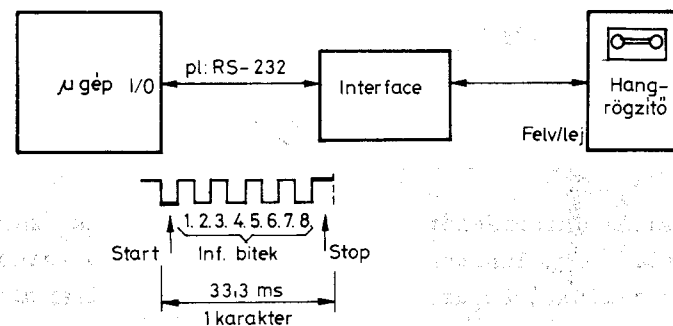 μ gép I/O
pl: RS-232
Interface
Hang-
rögzítő
Felv/lej
1. 2. 3. 4. 5. 6. 7. 8.
Start
Inf. bitek
Stop
33,3 ms
1 karakter